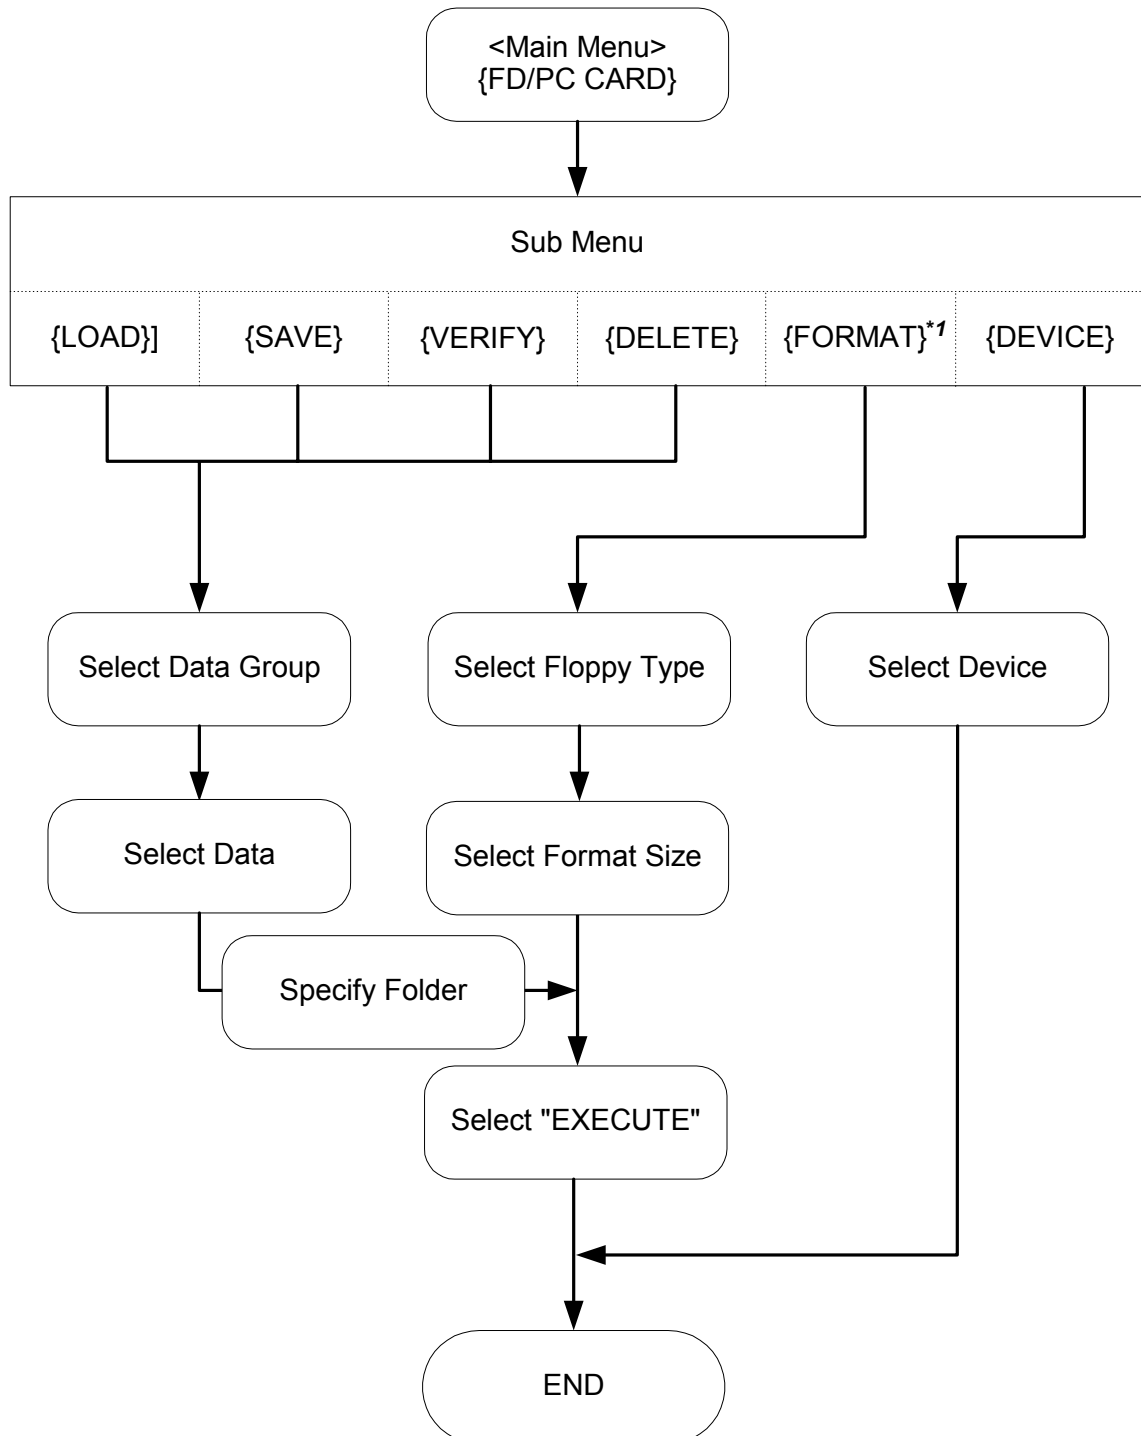 <Main Menu>
{FD/PC CARD}
Sub Menu
{LOAD}]
{SAVE}
{VERIFY}
{DELETE}
{FORMAT}*1
{DEVICE}
Select Data Group
Select Floppy Type
Select Device
Select Data
Select Format Size
Specify Folder
Select "EXECUTE"
END